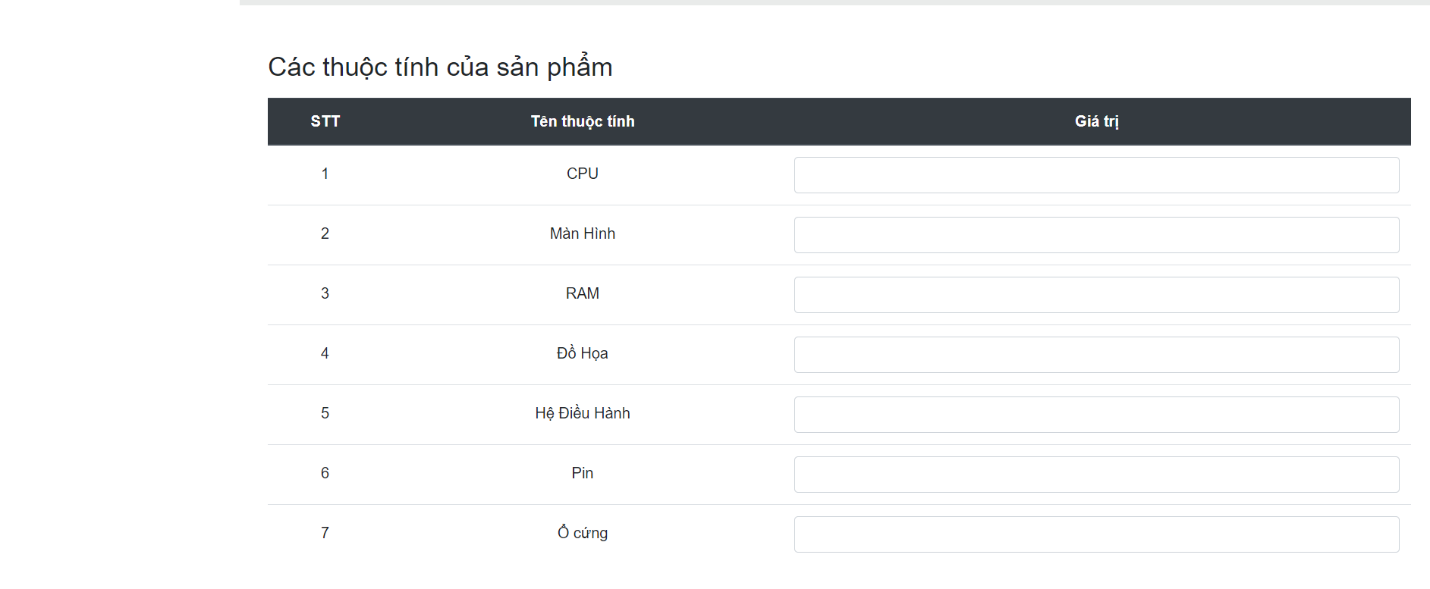 Các thuộc tính của sản phẩm
STT Tên thuộc tính Giá trị
1 CPU
2 Màn Hình
3 RAM
4 Đồ Họa
5 Hệ Điều Hành
6 Pin
7 Ổ cứng